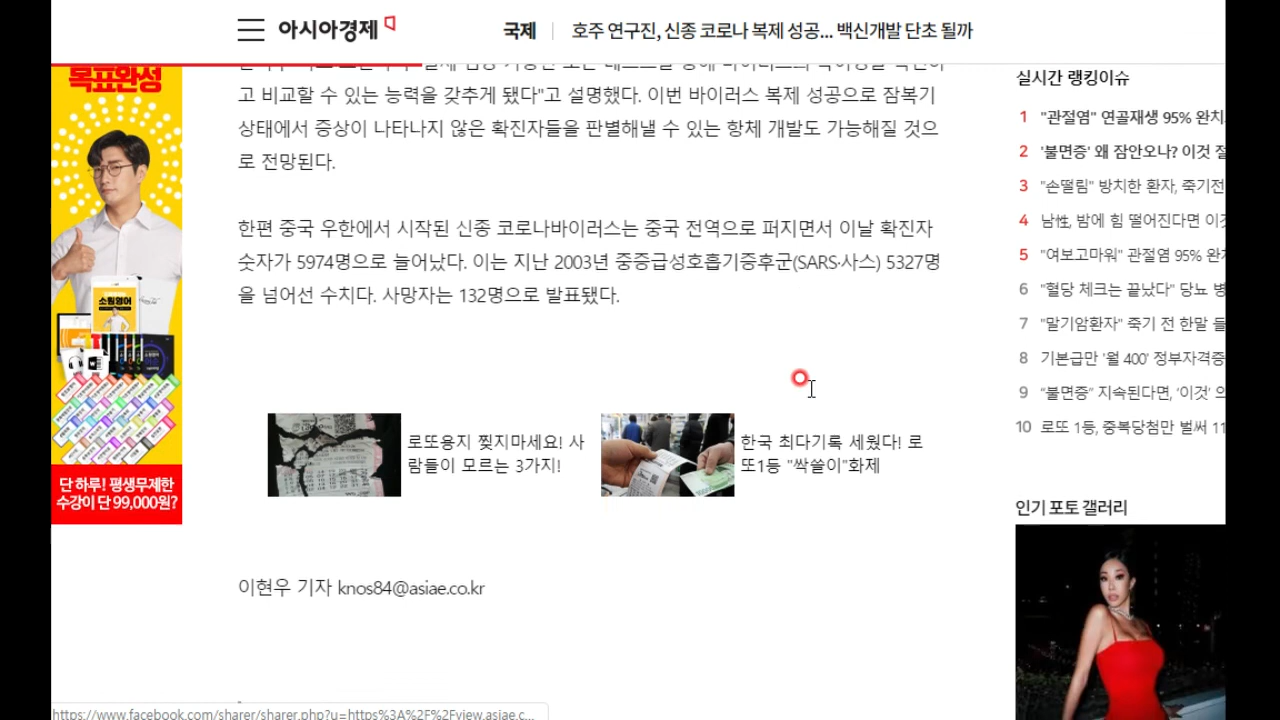 아시아경제
국제
호주 연구진, 신종 코로나 복제 성공... 백신개발 단초 될까
목표완성
소림영어
단 하루! 평생무제한
수강이 단 99,000원?
고 비교할 수 있는 능력을 갖추게 됐다"고 설명했다. 이번 바이러스 복제 성공으로 잠복기
상태에서 증상이 나타나지 않은 확진자들을 판별해낼 수 있는 항체 개발도 가능해질 것으
로 전망된다.
한편 중국 우한에서 시작된 신종 코로나바이러스는 중국 전역으로 퍼지면서 이날 확진자
숫자가 5974명으로 늘어났다. 이는 지난 2003년 중증급성호흡기증후군(SARS·사스) 5327명
을 넘어선 수치다. 사망자는 132명으로 발표됐다.
로또용지 찢지마세요! 사
람들이 모르는 3가지!
한국 최다기록 세웠다! 로
또1등 "싹쓸이"화제
이현우 기자 knos84@asiae.co.kr
실시간 랭킹이슈
1 "관절염" 연골재생 95% 완치
2 '불면증' 왜 잠안오나? 이것
3 "손떨림" 방치한 환자, 죽기전
4 남性, 밤에 힘 떨어진다면
5 "여보고마워" 관절염 95%
6 "혈당 체크는 끝났다" 당뇨
7 "말기암환자" 죽기 전 한말
8 기본급만 '월 400' 정부자격증
9 “불면증” 지속된다면, ‘이것’
10 로또 1등, 중복당첨만 벌써 11
인기 포토 갤러리
https://www.facebook.com/sharer/sharer.php?u=https%3A%2F%2Fview.asiae.c...